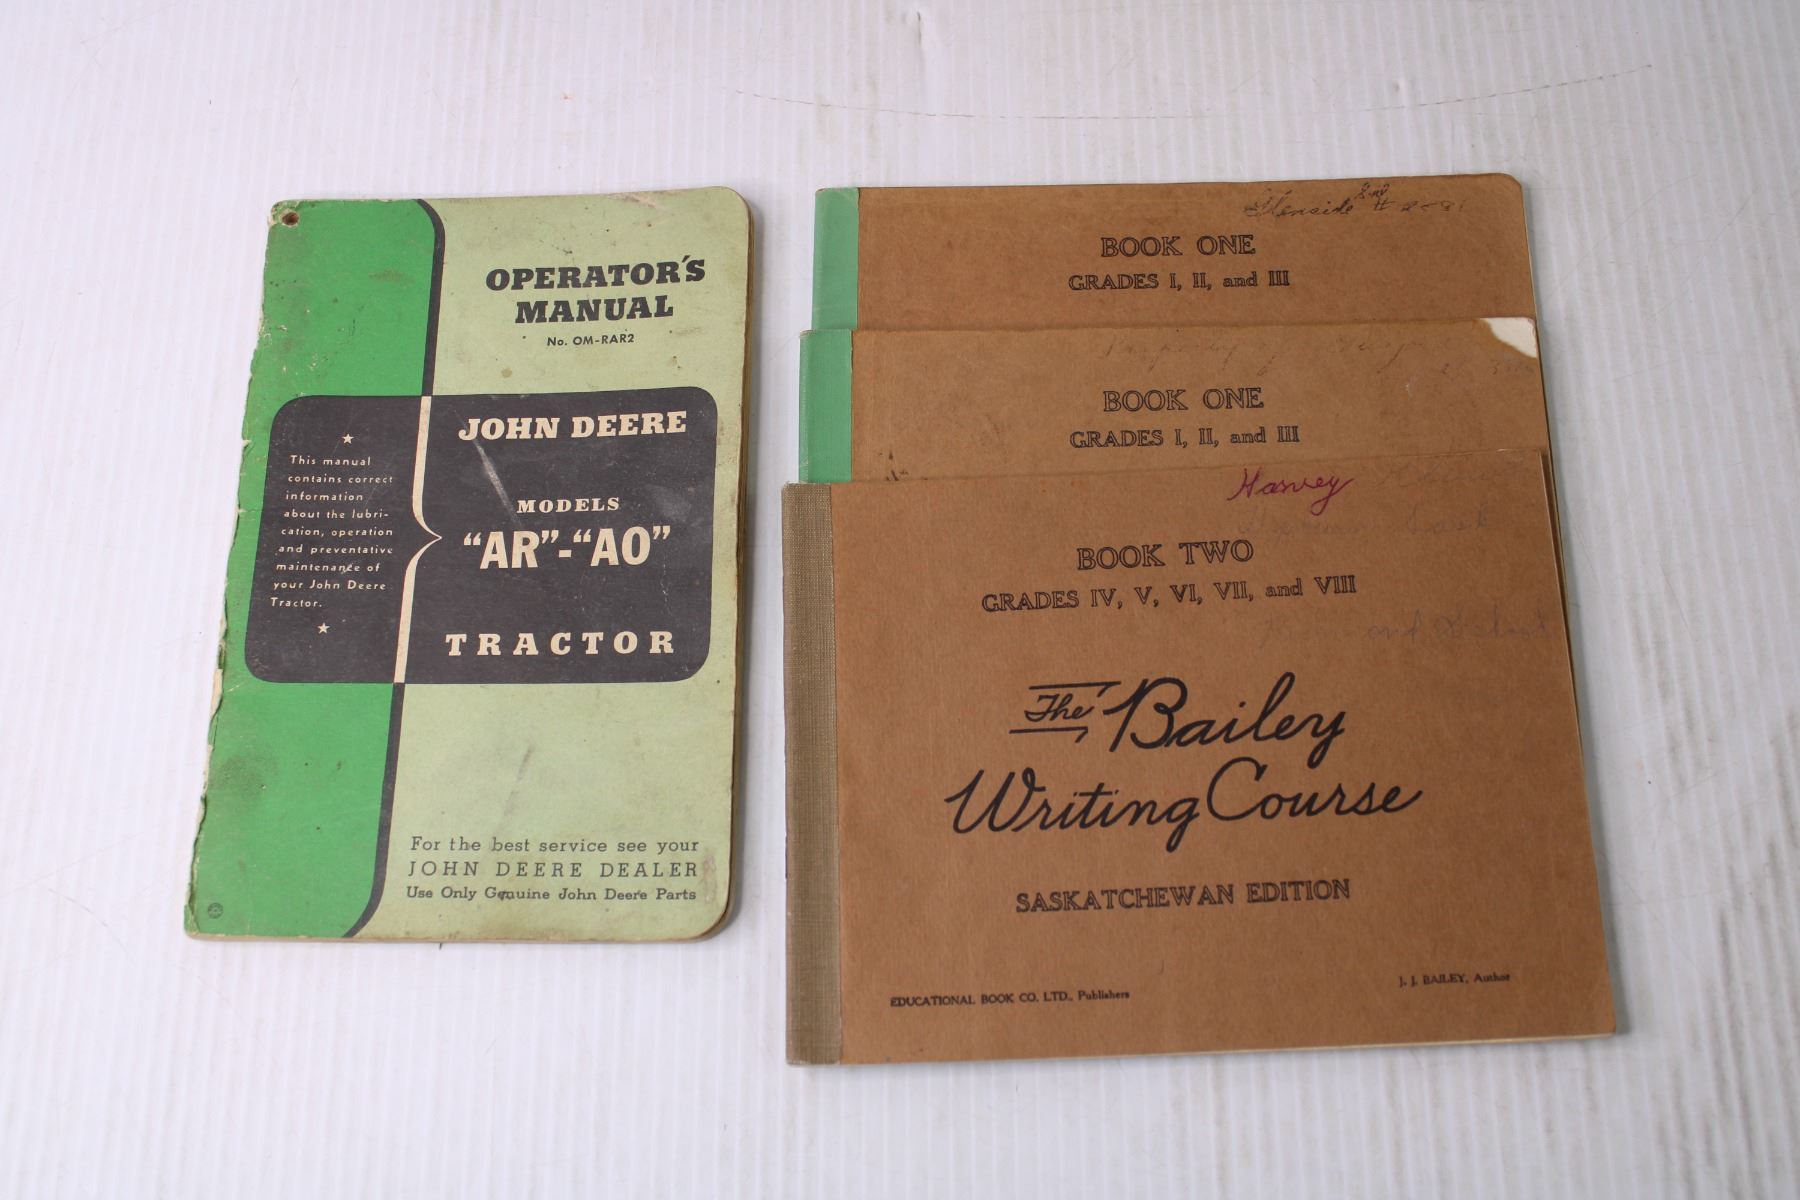 OPERATOR'S
MANUAL
No. OM-RAR2
JOHN DEERE
MODELS
"AR"-"AO"
TRACTOR
★
This manual
contains correct
information
about the lubri-
cation, operation
and preventative
maintenance of
your John Deere
Tractor.
★
For the best service see your
JOHN DEERE DEALER
Use Only Genuine John Deere Parts
Glenside
BOOK ONE
GRADES I, II, and III
Property
BOOK ONE
GRADES I, II, and III
Harvey
BOOK TWO
GRADES IV, V, VI, VII, and VIII
and
The Bailey
Writing Course
SASKATCHEWAN EDITION
J. J. BAILEY, Author
EDUCATIONAL BOOK CO. LTD., Publishers